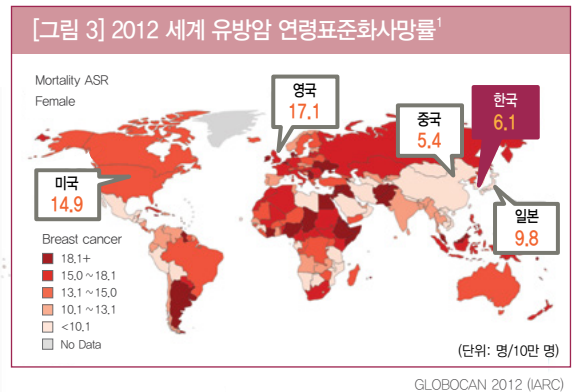 [그림 3] 2012 세계 유방암 연령표준화사망률1
Mortality ASR
Female
영국
17.1
중국
5.4
한국
6.1
미국
14.9
일본
9.8
Breast cancer
18.1+
15.0~18.1
13.1~15.0
10.1~13.1
<10.1
No Data
(단위: 명/10만 명)
GLOBOCAN 2012 (IARC)